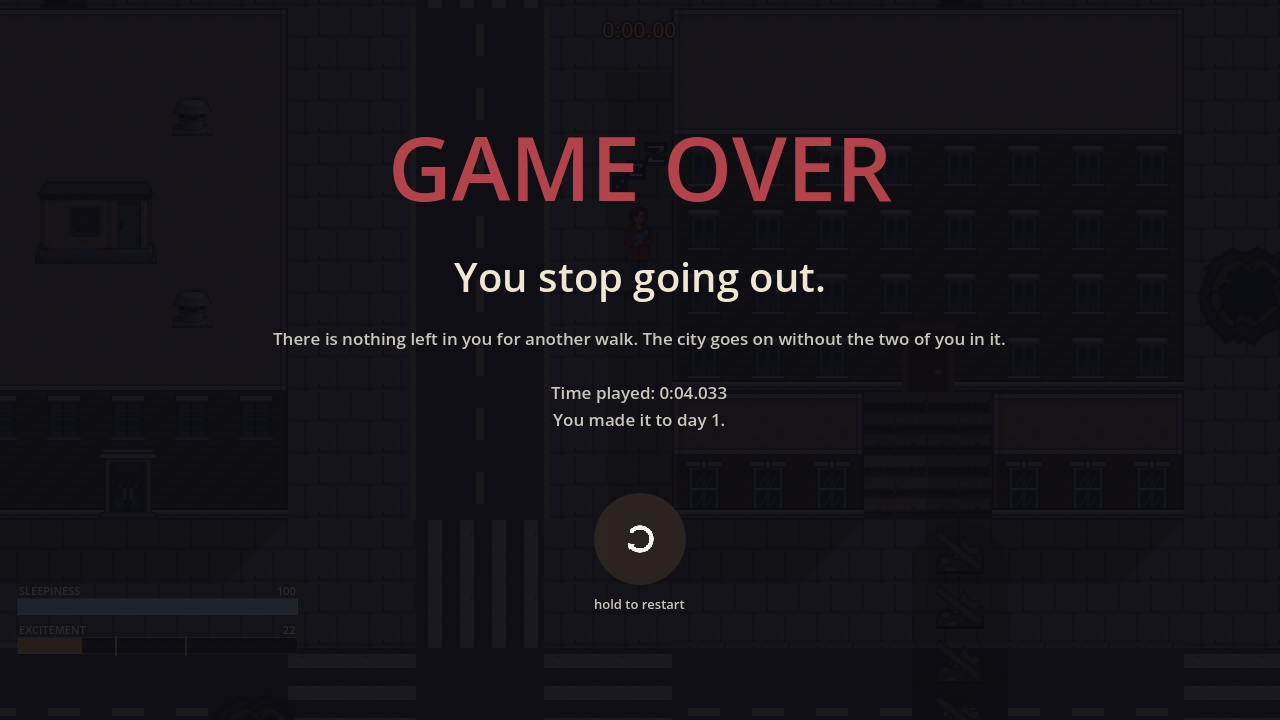 0:00.00
GAME OVER
You stop going out.
There is nothing left in you for another walk. The city goes on without the two of you in it.
Time played: 0:04.033
You made it to day 1.
hold to restart
SLEEPINESS 100
EXCITEMENT 22